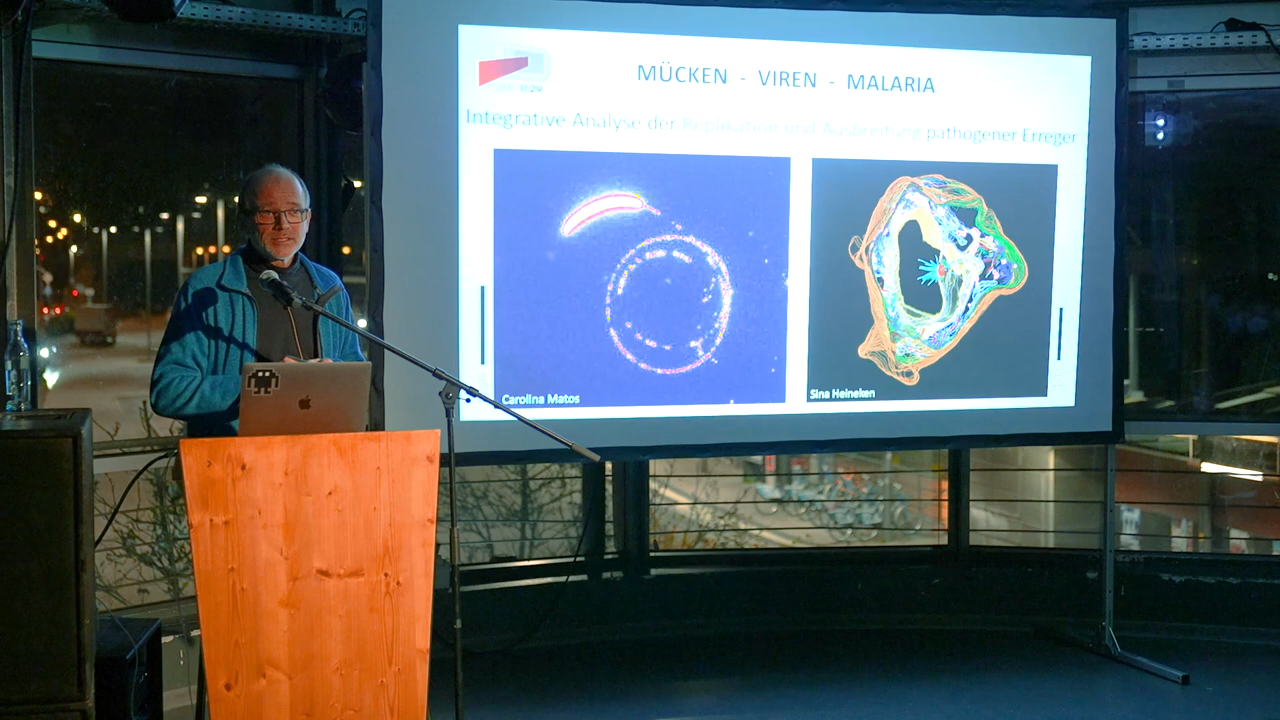 MÜCKEN - VIREN - MALARIA
Integrative Analyse der Replikation und Ausbreitung pathogener Erreger
Carolina Matos
Sina Heineken